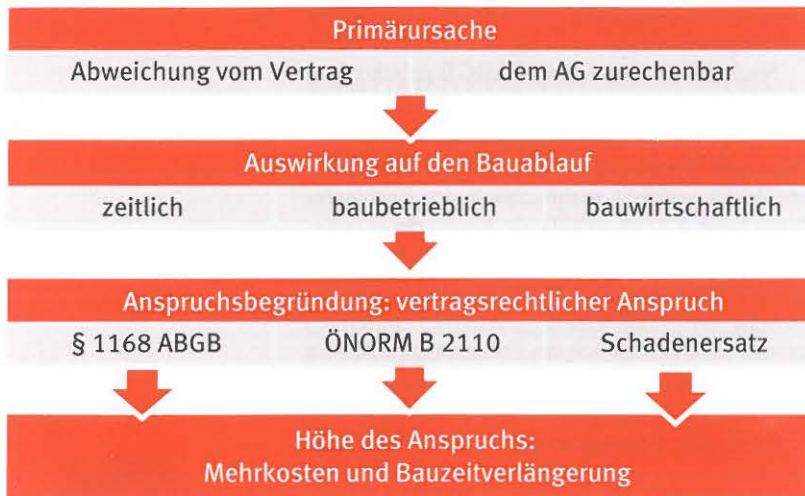 Primärursache
Abweichung vom Vertrag dem AG zurechenbar
Auswirkung auf den Bauablauf
zeitlich baubetrieblich bauwirtschaftlich
Anspruchsbegründung: vertragsrechtlicher Anspruch
§ 1168 ABGB ÖNORM B 2110 Schadenersatz
Höhe des Anspruchs:
Mehrkosten und Bauzeitverlängerung